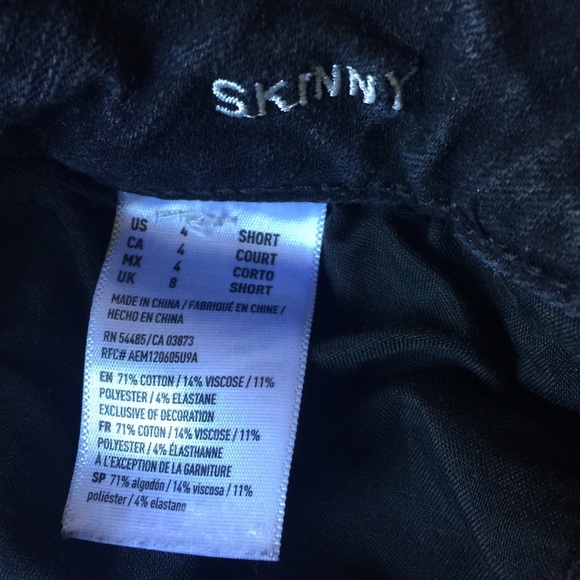 SKINNY
US 4 SHORT
CA 4 COURT
MX 4 CORTO
UK 8 SHORT
MADE IN CHINA / FABRIQUÉ EN CHINE /
HECHO EN CHINA
RN 54485/CA 03873
RFC# AEM120605U9A
EN 71% COTTON / 14% VISCOSE / 11%
POLYESTER / 4% ELASTANE
EXCLUSIVE OF DECORATION
FR 71% COTON / 14% VISCOSE / 11%
POLYESTER / 4% ÉLASTHANNE
À L'EXCEPTION DE LA GARNITURE
SP 71% algodón / 14% viscosa / 11%
poliéster / 4% elastano